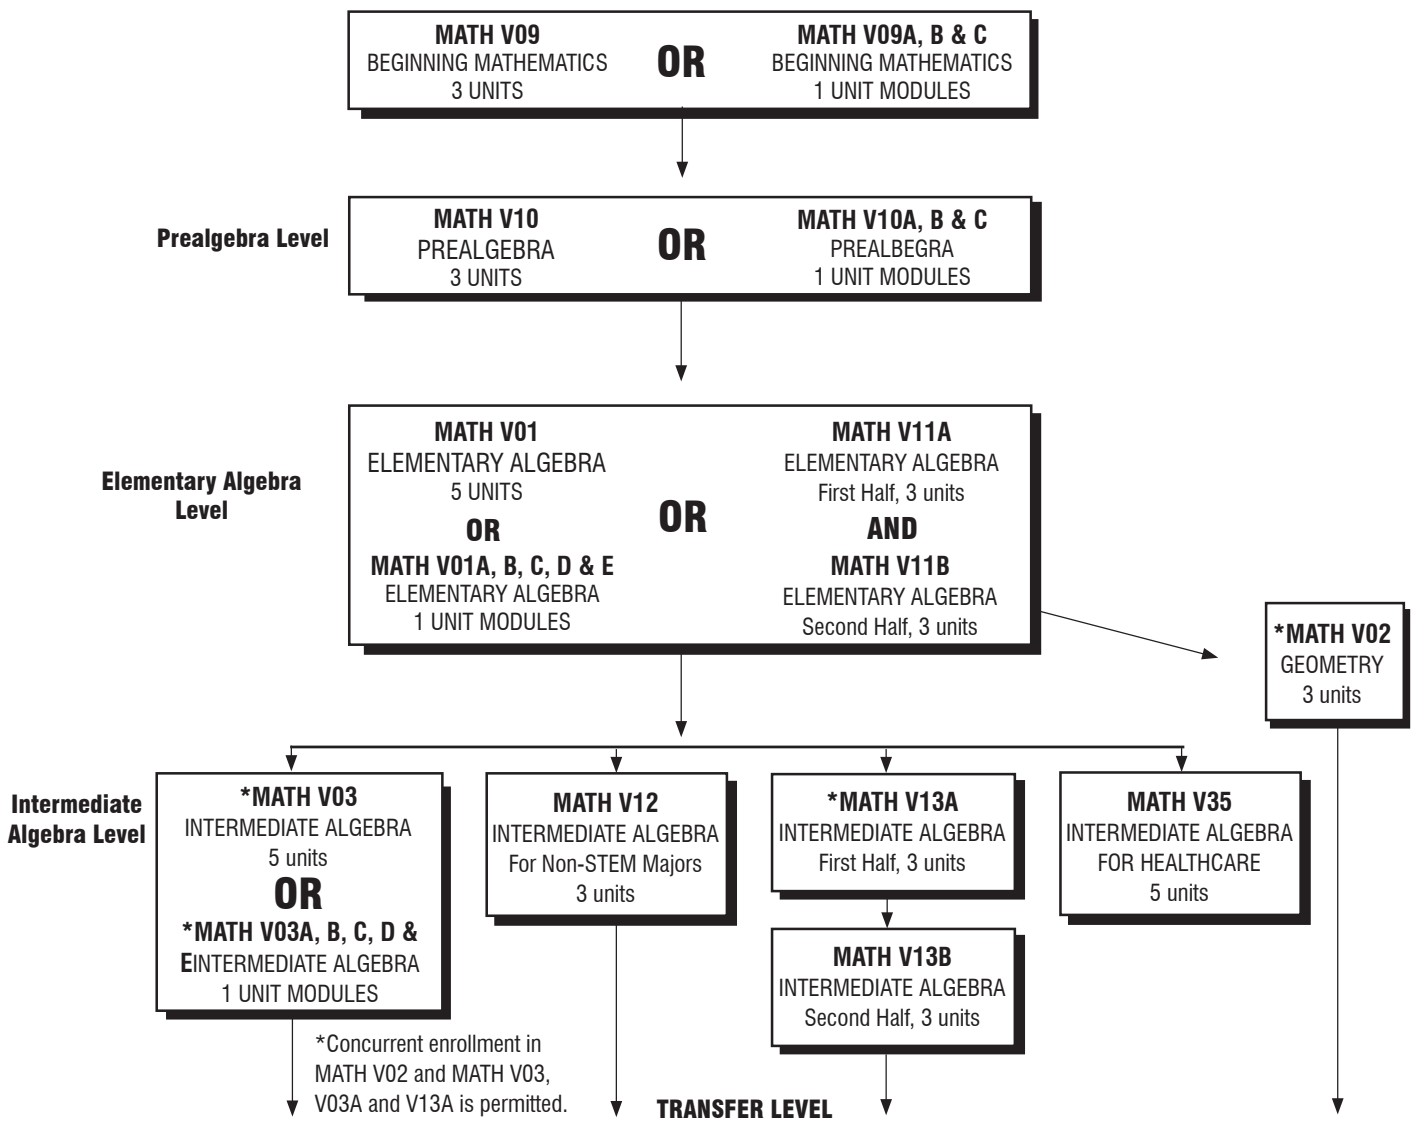 MATH V09
BEGINNING MATHEMATICS
3 UNITS
OR
MATH V09A, B & C
BEGINNING MATHEMATICS
1 UNIT MODULES
Prealgebra Level
MATH V10
PREALGEBRA
3 UNITS
OR
MATH V10A, B & C
PREALBEGRA
1 UNIT MODULES
Elementary Algebra
Level
MATH V01
ELEMENTARY ALGEBRA
5 UNITS
OR
MATH V01A, B, C, D & E
ELEMENTARY ALGEBRA
1 UNIT MODULES
OR
MATH V11A
ELEMENTARY ALGEBRA
First Half, 3 units
AND
MATH V11B
ELEMENTARY ALGEBRA
Second Half, 3 units
*MATH V02
GEOMETRY
3 units
Intermediate
Algebra Level
*MATH V03
INTERMEDIATE ALGEBRA
5 units
OR
*MATH V03A, B, C, D &
EINTERMEDIATE ALGEBRA
1 UNIT MODULES
MATH V12
INTERMEDIATE ALGEBRA
For Non-STEM Majors
3 units
*MATH V13A
INTERMEDIATE ALGEBRA
First Half, 3 units
MATH V13B
INTERMEDIATE ALGEBRA
Second Half, 3 units
MATH V35
INTERMEDIATE ALGEBRA
FOR HEALTHCARE
5 units
*Concurrent enrollment in
MATH V02 and MATH V03,
V03A and V13A is permitted.
TRANSFER LEVEL